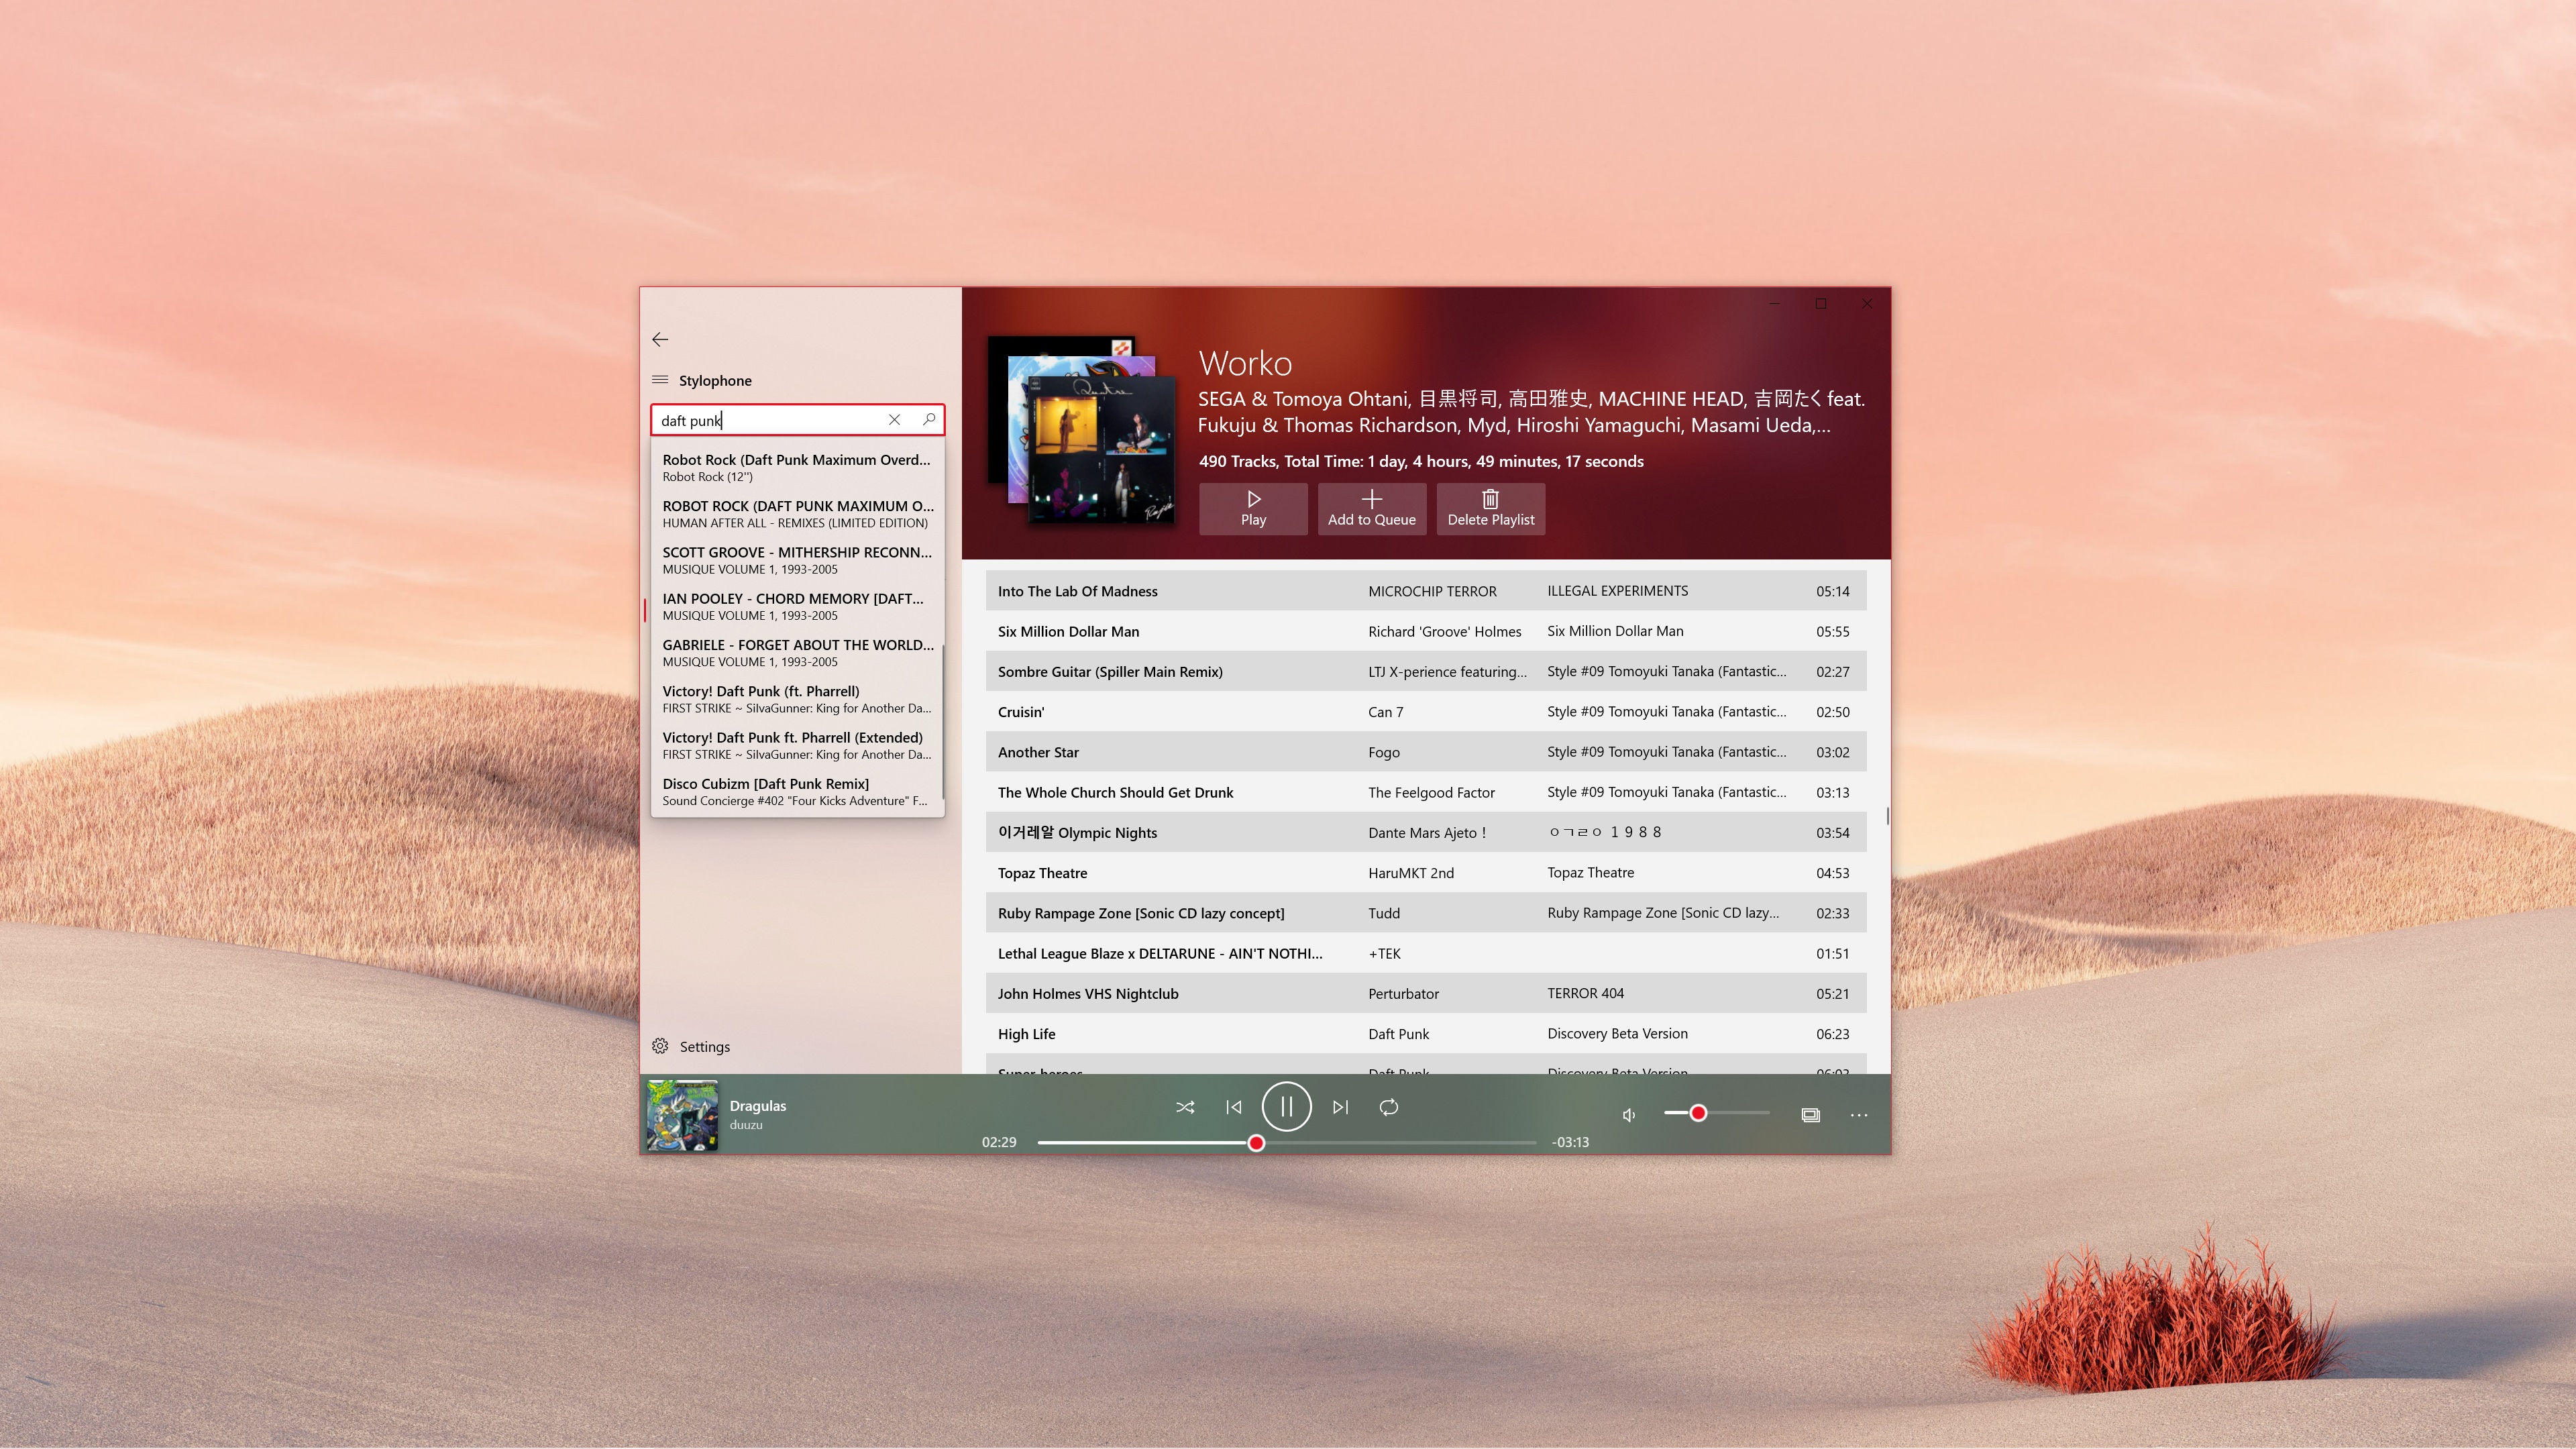 Stylophone
daft punk
Robot Rock (Daft Punk Maximum Overd...
Robot Rock (12")
ROBOT ROCK (DAFT PUNK MAXIMUM O...
HUMAN AFTER ALL - REMIXES (LIMITED EDITION)
SCOTT GROOVE - MITHERSHIP RECONN...
MUSIQUE VOLUME 1, 1993-2005
IAN POOLEY - CHORD MEMORY [DAFT...
MUSIQUE VOLUME 1, 1993-2005
GABRIELE - FORGET ABOUT THE WORLD...
MUSIQUE VOLUME 1, 1993-2005
Victory! Daft Punk (ft. Pharrell)
FIRST STRIKE ~ SilvaGunner: King for Another Da...
Victory! Daft Punk ft. Pharrell (Extended)
FIRST STRIKE ~ SilvaGunner: King for Another Da...
Disco Cubizm [Daft Punk Remix]
Sound Concierge #402 "Four Kicks Adventure" F...
Settings
Worko
SEGA & Tomoya Ohtani, 目黒将司, 高田雅史, MACHINE HEAD, 吉岡たく feat.
Fukuju & Thomas Richardson, Myd, Hiroshi Yamaguchi, Masami Ueda,...
490 Tracks, Total Time: 1 day, 4 hours, 49 minutes, 17 seconds
Play Add to Queue Delete Playlist
Into The Lab Of Madness MICROCHIP TERROR ILLEGAL EXPERIMENTS 05:14
Six Million Dollar Man Richard 'Groove' Holmes Six Million Dollar Man 05:55
Sombre Guitar (Spiller Main Remix) LTJ X-perience featuring... Style #09 Tomoyuki Tanaka (Fantastic... 02:27
Cruisin' Can 7 Style #09 Tomoyuki Tanaka (Fantastic... 02:50
Another Star Fogo Style #09 Tomoyuki Tanaka (Fantastic... 03:02
The Whole Church Should Get Drunk The Feelgood Factor Style #09 Tomoyuki Tanaka (Fantastic... 03:13
이거레알 Olympic Nights Dante Mars Ajeto！ ㅇㄱㄹㅇ １９８８ 03:54
Topaz Theatre HaruMKT 2nd Topaz Theatre 04:53
Ruby Rampage Zone [Sonic CD lazy concept] Tudd Ruby Rampage Zone [Sonic CD lazy... 02:33
Lethal League Blaze x DELTARUNE - AIN'T NOTHI... +TEK 01:51
John Holmes VHS Nightclub Perturbator TERROR 404 05:21
High Life Daft Punk Discovery Beta Version 06:23
Super-heroes Daft Punk Discovery Beta Version 06:03
Dragulas
duuzu
02:29 -03:13